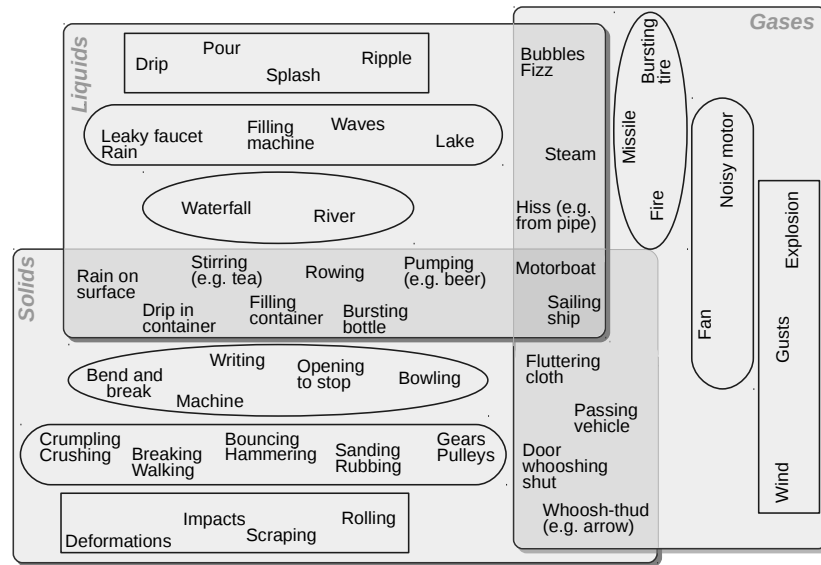 Gases
Liquids
Drip
Pour
Splash
Ripple
Bubbles
Fizz
Bursting
tire
Leaky faucet
Rain
Filling
machine
Waves
Lake
Steam
Missile
Noisy motor
Waterfall
River
Hiss (e.g.
from pipe)
Fire
Explosion
Solids
Rain on
surface
Stirring
(e.g. tea)
Rowing
Pumping
(e.g. beer)
Motorboat
Drip in
container
Filling
container
Bursting
bottle
Sailing
ship
Fan
Gusts
Bend and
break
Writing
Machine
Opening
to stop
Bowling
Fluttering
cloth
Passing
vehicle
Crumpling
Crushing
Breaking
Walking
Bouncing
Hammering
Sanding
Rubbing
Gears
Pulleys
Door
whooshing
shut
Wind
Deformations
Impacts
Scraping
Rolling
Whoosh-thud
(e.g. arrow)